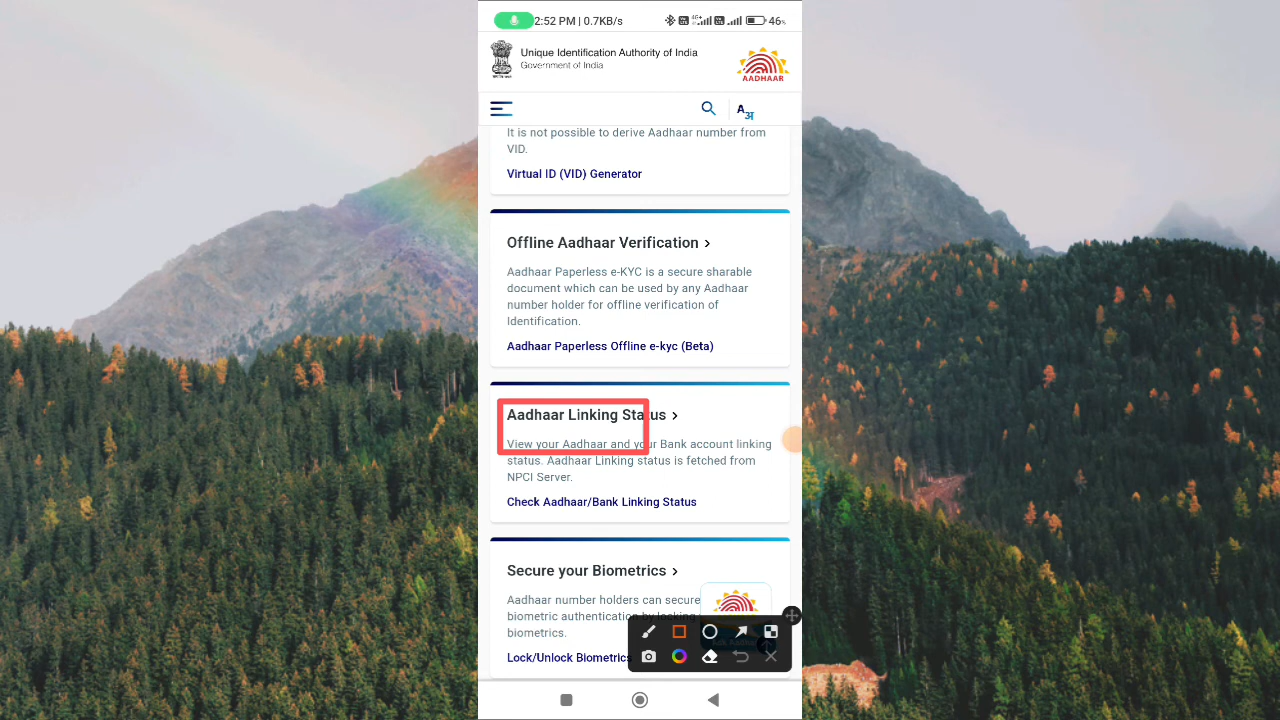 2:52 PM | 0.7KB/s
4G+
46%
Unique Identification Authority of India
Government of India
AADHAAR
A अ
It is not possible to derive Aadhaar number from
VID.
Virtual ID (VID) Generator
Offline Aadhaar Verification >
Aadhaar Paperless e-KYC is a secure sharable
document which can be used by any Aadhaar
number holder for offline verification of
Identification.
Aadhaar Paperless Offline e-kyc (Beta)
Aadhaar Linking Status >
View your Aadhaar and your Bank account linking
status. Aadhaar Linking status is fetched from
NPCI Server.
Check Aadhaar/Bank Linking Status
Secure your Biometrics >
Aadhaar number holders can secure
biometric authentication by locking
biometrics.
Lock/Unlock Biometrics